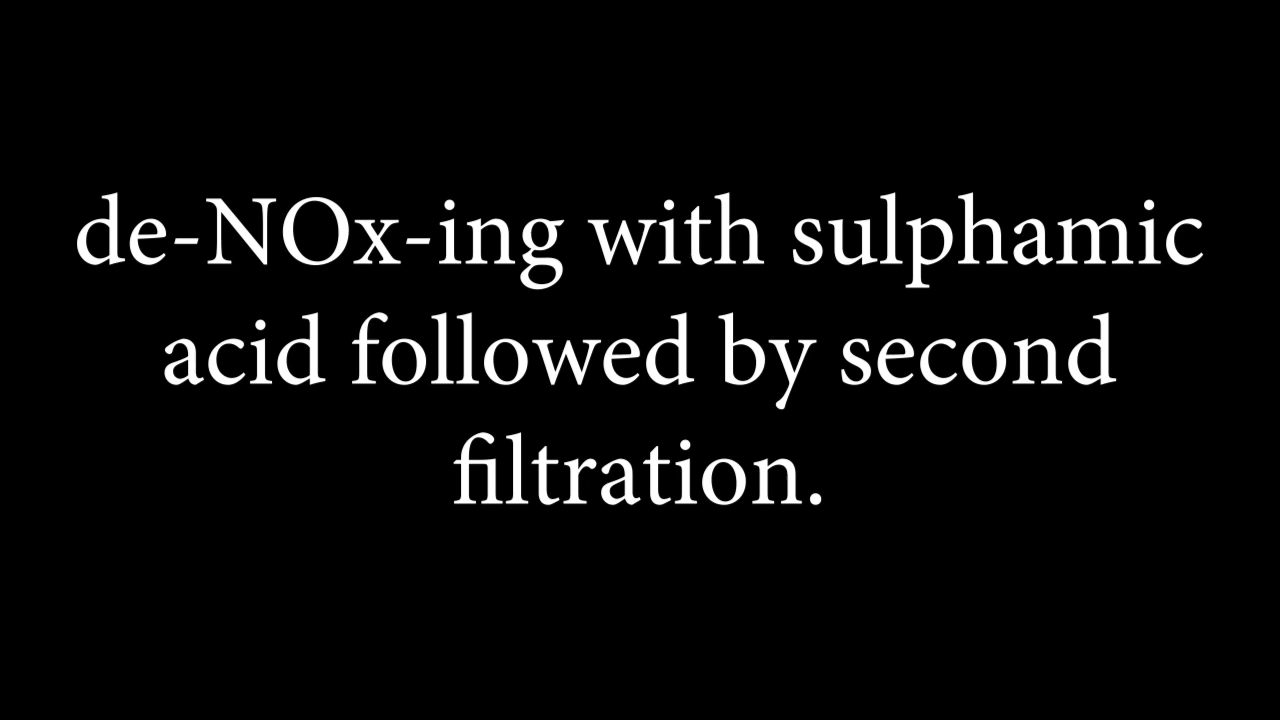 de-NOx-ing with sulphamic
acid followed by second
filtration.